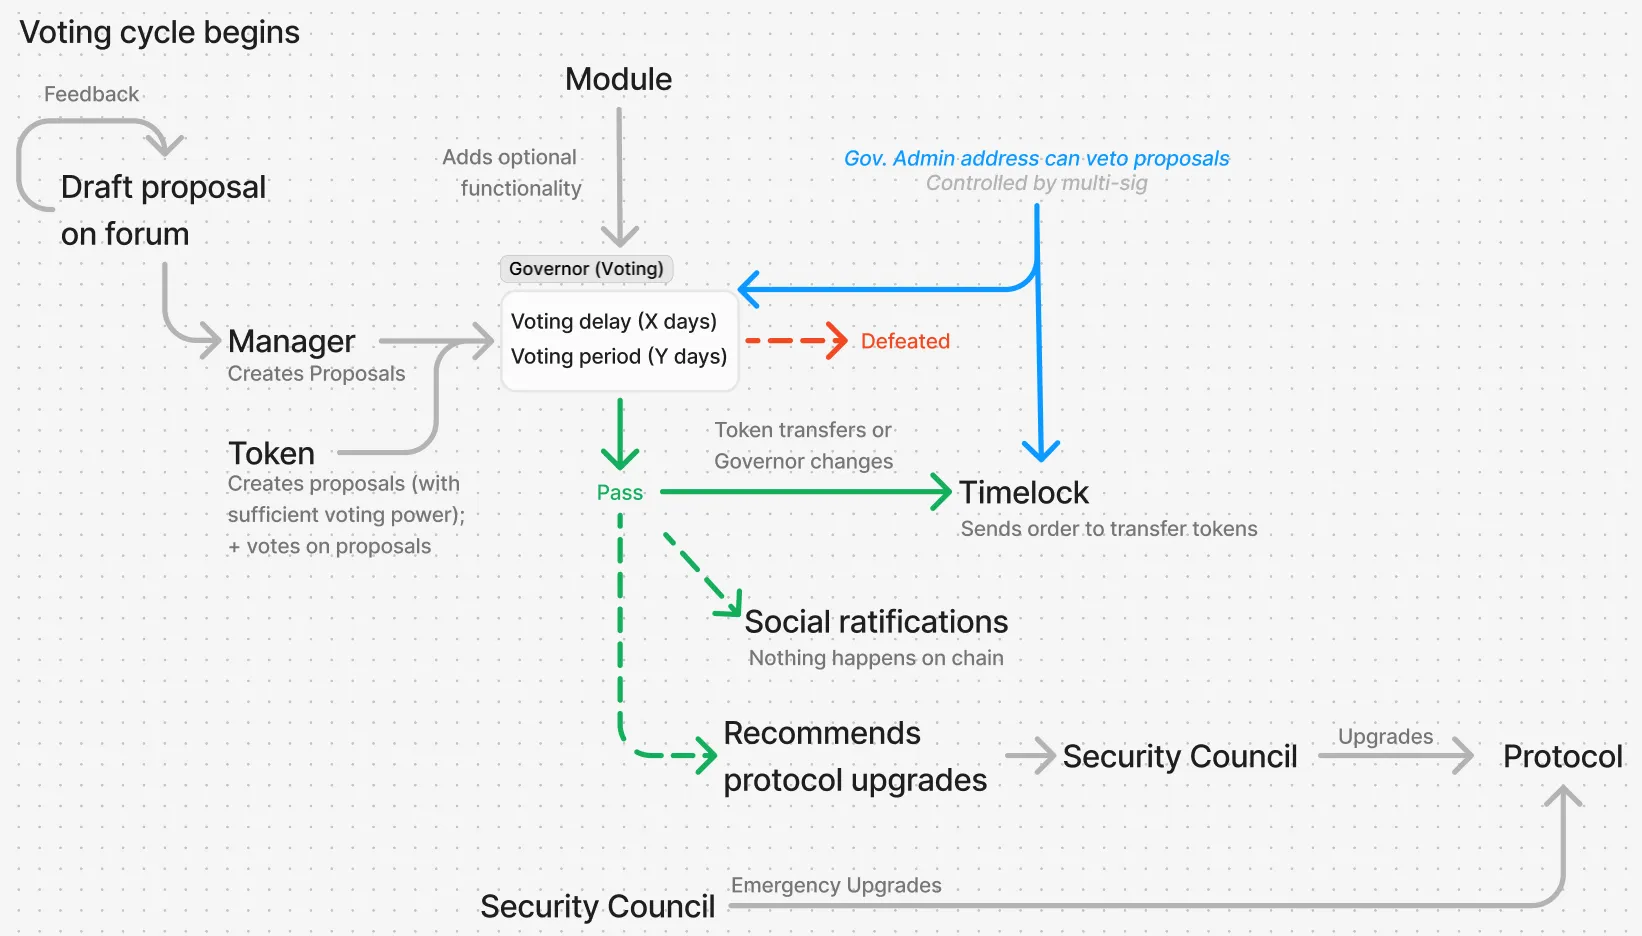 Voting cycle begins
Feedback
Draft proposal
on forum
Module
Adds optional
functionality
Gov. Admin address can veto proposals
Controlled by multi-sig
Governor (Voting)
Voting delay (X days)
Voting period (Y days)
Defeated
Manager
Creates Proposals
Token
Creates proposals (with
sufficient voting power);
+ votes on proposals
Pass
Token transfers or
Governor changes
Timelock
Sends order to transfer tokens
Social ratifications
Nothing happens on chain
Recommends
protocol upgrades
Security Council
Upgrades
Protocol
Security Council
Emergency Upgrades